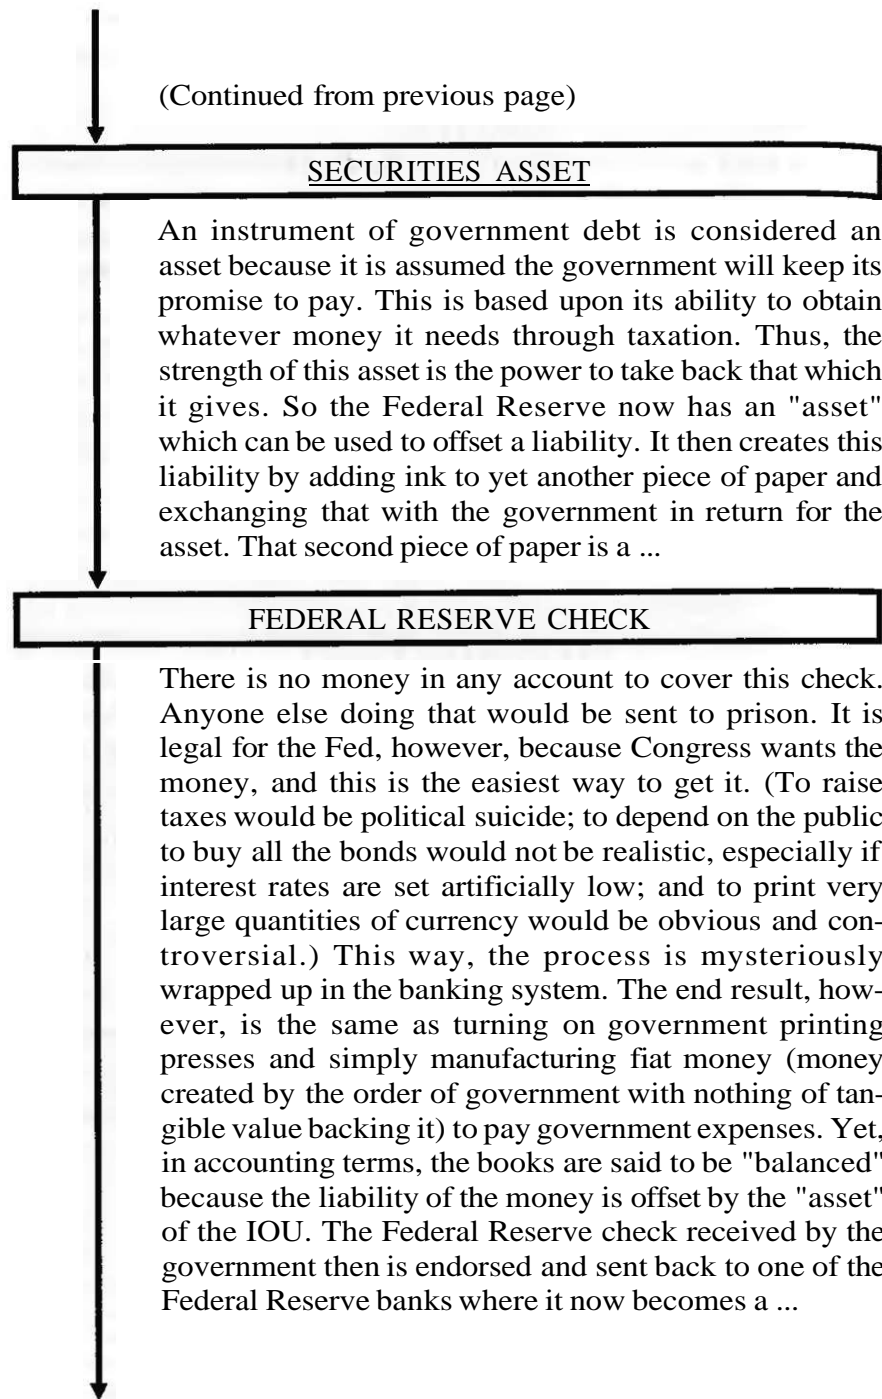 (Continued from previous page)
SECURITIES ASSET
An instrument of government debt is considered an
asset because it is assumed the government will keep its
promise to pay. This is based upon its ability to obtain
whatever money it needs through taxation. Thus, the
strength of this asset is the power to take back that which
it gives. So the Federal Reserve now has an "asset"
which can be used to offset a liability. It then creates this
liability by adding ink to yet another piece of paper and
exchanging that with the government in return for the
asset. That second piece of paper is a ...
FEDERAL RESERVE CHECK
There is no money in any account to cover this check.
Anyone else doing that would be sent to prison. It is
legal for the Fed, however, because Congress wants the
money, and this is the easiest way to get it. (To raise
taxes would be political suicide; to depend on the public
to buy all the bonds would not be realistic, especially if
interest rates are set artificially low; and to print very
large quantities of currency would be obvious and con-
troversial.) This way, the process is mysteriously
wrapped up in the banking system. The end result, how-
ever, is the same as turning on government printing
presses and simply manufacturing fiat money (money
created by the order of government with nothing of tan-
gible value backing it) to pay government expenses. Yet,
in accounting terms, the books are said to be "balanced"
because the liability of the money is offset by the "asset"
of the IOU. The Federal Reserve check received by the
government then is endorsed and sent back to one of the
Federal Reserve banks where it now becomes a ...